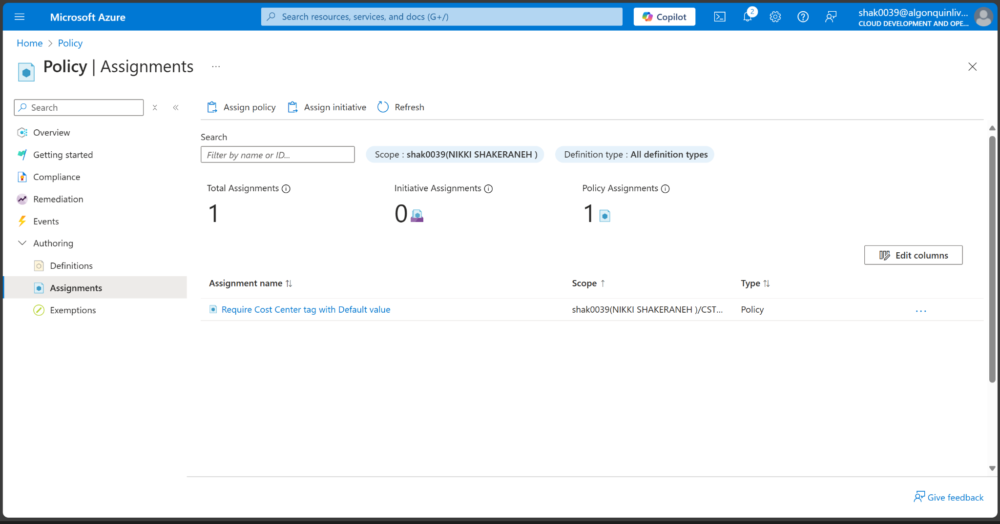 Microsoft Azure
Search resources, services, and docs (G+/)
Copilot
2
shak0039@algonquinliv...
CLOUD DEVELOPMENT AND OPE...
Home > Policy
Policy | Assignments ...
Search
Assign policy
Assign initiative
Refresh
Overview
Getting started
Compliance
Remediation
Events
Authoring
Definitions
Assignments
Exemptions
Search
Filter by name or ID...
Scope : shak0039(NIKKI SHAKERANEH )
Definition type : All definition types
Total Assignments
1
Initiative Assignments
0
Policy Assignments
1
Edit columns
Assignment name ↑↓
Scope ↑
Type ↑↓
Require Cost Center tag with Default value
shak0039(NIKKI SHAKERANEH )/CST...
Policy
...
Give feedback